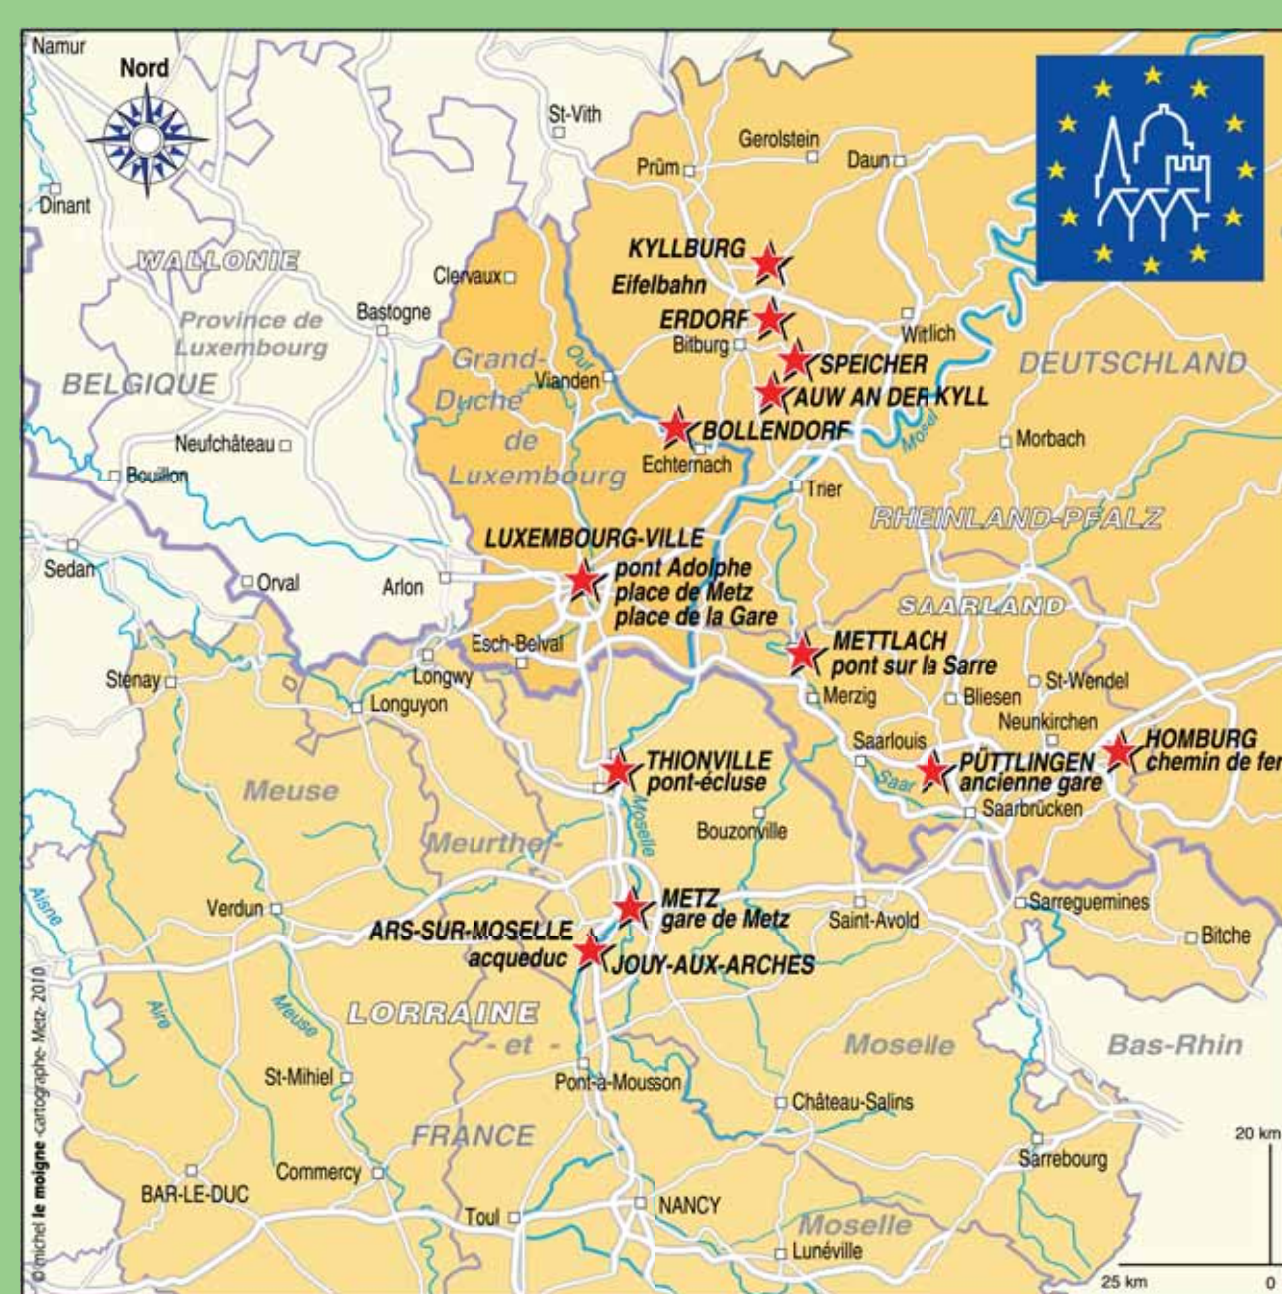 Namur
Nord
St-Vith
Gerolstein
Prüm
Daun
Dinant
WALLONIE
KYLLBURG
Eifelbahn
Clervaux
Bastogne
Province de
Luxembourg
ERDORF
Bitburg
Witlich
BELGIQUE
Grand-
Duché
de
Luxembourg
Our
Vianden
SPEICHER
AUW AN DER KYLL
DEUTSCHLAND
BOLLENDORF
Echternach
Mosel
Morbach
Neufchâteau
Bouillon
Trier
RHEINLAND-PFALZ
LUXEMBOURG-VILLE
pont Adolphe
place de Metz
place de la Gare
Sedan
Orval
Arlon
SAARLAND
Esch-Belval
METTLACH
pont sur la Sarre
Stenay
Longwy
Longuyon
Merzig
Bliesen
St-Wendel
Neunkirchen
Saarlouis
HOMBURG
chemin de fer
THIONVILLE
pont-écluse
PÜTTLINGEN
ancienne gare
Saar
Saarbrücken
Meuse
Meurthe-
Moselle
Bouzonville
Aisne
Verdun
METZ
gare de Metz
Saint-Avold
Sarreguemines
ARS-SUR-MOSELLE
acqueduc
JOUY-AUX-ARCHES
Bitche
Aire
Meuse
LORRAINE
- et -
Moselle
Bas-Rhin
St-Mihiel
Pont-à-Mousson
Château-Salins
FRANCE
20 km
Commercy
Sarrebourg
BAR-LE-DUC
Toul
NANCY
Moselle
Lunéville
25 km
0
© michel le moigne -cartographe- Metz- 2010